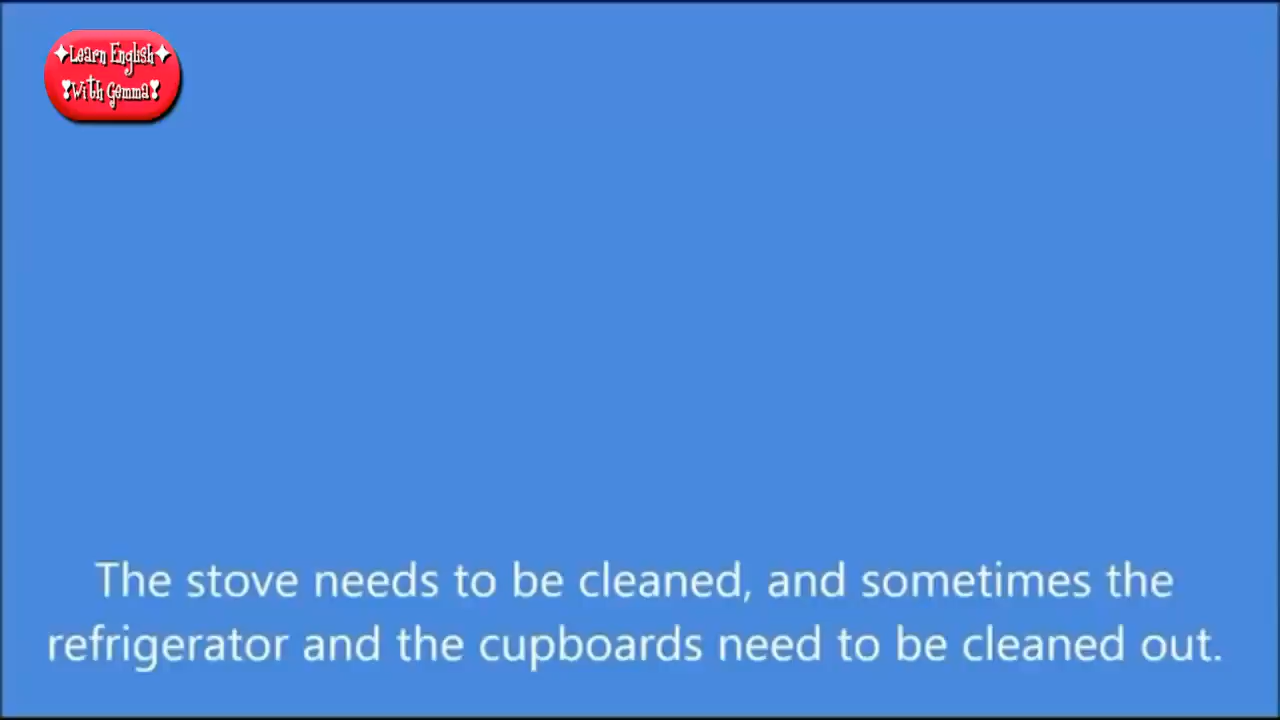 Learn English
With Gemma
The stove needs to be cleaned, and sometimes the
refrigerator and the cupboards need to be cleaned out.